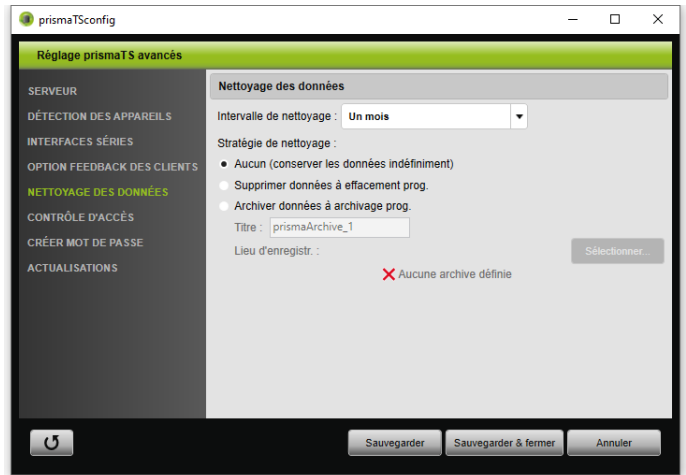 prismaTSconfig
Réglage prismaTS avancés
SERVEUR
DÉTECTION DES APPAREILS
INTERFACES SÉRIES
OPTION FEEDBACK DES CLIENTS
NETTOYAGE DES DONNÉES
CONTRÔLE D'ACCÈS
CRÉER MOT DE PASSE
ACTUALISATIONS
Nettoyage des données
Intervalle de nettoyage : Un mois
Stratégie de nettoyage :
Aucun (conserver les données indéfiniment)
Supprimer données à effacement prog.
Archiver données à archivage prog.
Titre : prismaArchive_1
Lieu d'enregistr. : Sélectionner...
Aucune archive définie
Sauvegarder Sauvegarder & fermer Annuler